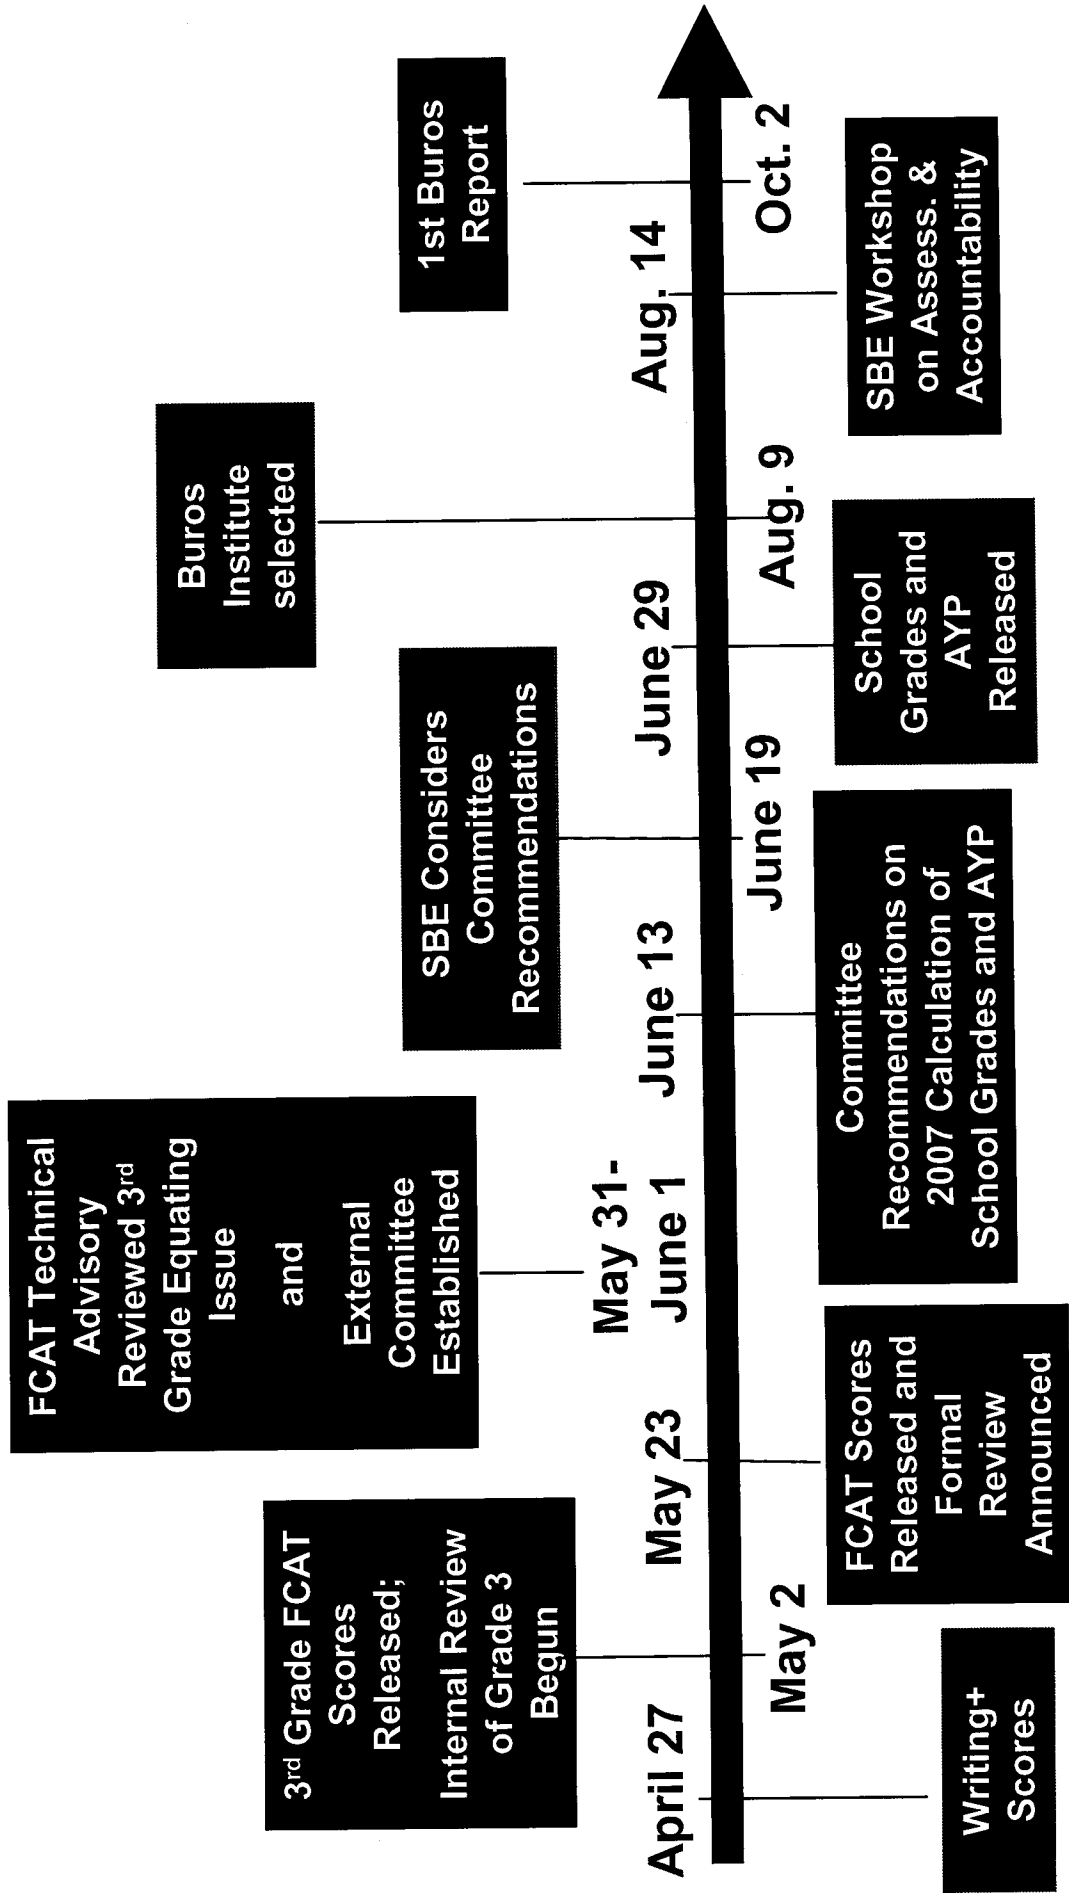 April 27
Writing+
Scores
3rd Grade FCAT
Scores
Released;
Internal Review
of Grade 3
Begun
May 2
May 23
FCAT Scores
Released and
Formal
Review
Announced
FCAT Technical
Advisory
Reviewed 3rd
Grade Equating
Issue
and
External
Committee
Established
May 31-
June 1
June 13
Committee
Recommendations on
2007 Calculation of
School Grades and AYP
SBE Considers
Committee
Recommendations
June 19
June 29
School
Grades and
AYP
Released
Buros
Institute
selected
Aug. 9
Aug. 14
SBE Workshop
on Assess. &
Accountability
1st Buros
Report
Oct. 2